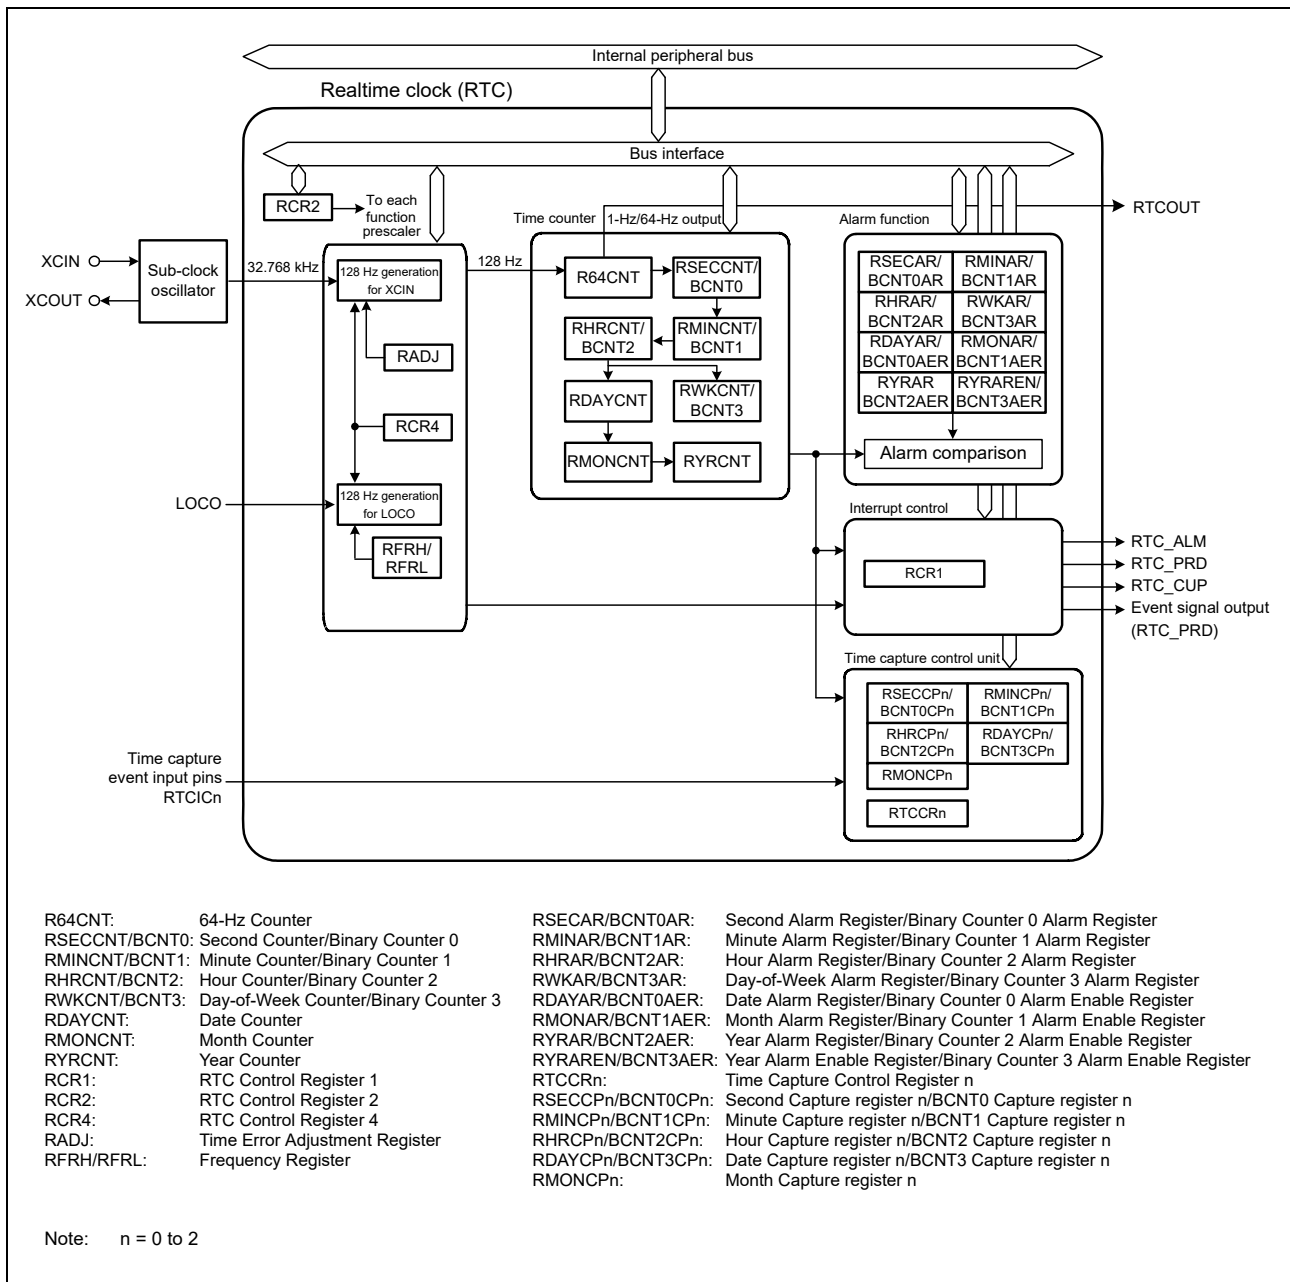 Internal peripheral bus
Realtime clock (RTC)
Bus interface
RCR2
To each
function
prescaler
Time counter
1-Hz/64-Hz output
Alarm function
RTCOUT
XCIN
XCOUT
Sub-clock
oscillator
32.768 kHz
128 Hz generation
for XCIN
128 Hz
RADJ
RCR4
LOCO
128 Hz generation
for LOCO
RFRH/
RFRL
R64CNT
RSECCNT/
BCNT0
RHRCNT/
BCNT2
RMINCNT/
BCNT1
RDAYCNT
RWKCNT/
BCNT3
RMONCNT
RYRCNT
RSECAR/
BCNT0AR
RMINAR/
BCNT1AR
RHRAR/
BCNT2AR
RWKAR/
BCNT3AR
RDAYAR/
BCNT0AER
RMONAR/
BCNT1AER
RYRAR
BCNT2AER
RYRAREN/
BCNT3AER
Alarm comparison
Interrupt control
RCR1
RTC_ALM
RTC_PRD
RTC_CUP
Event signal output
(RTC_PRD)
Time capture control unit
RSECCPn/
BCNT0CPn
RMINCPn/
BCNT1CPn
RHRCPn/
BCNT2CPn
RDAYCPn/
BCNT3CPn
RMONCPn
RTCCRn
Time capture
event input pins
RTCICn
R64CNT: 64-Hz Counter
RSECCNT/BCNT0: Second Counter/Binary Counter 0
RMINCNT/BCNT1: Minute Counter/Binary Counter 1
RHRCNT/BCNT2: Hour Counter/Binary Counter 2
RWKCNT/BCNT3: Day-of-Week Counter/Binary Counter 3
RDAYCNT: Date Counter
RMONCNT: Month Counter
RYRCNT: Year Counter
RCR1: RTC Control Register 1
RCR2: RTC Control Register 2
RCR4: RTC Control Register 4
RADJ: Time Error Adjustment Register
RFRH/RFRL: Frequency Register
RSECAR/BCNT0AR: Second Alarm Register/Binary Counter 0 Alarm Register
RMINAR/BCNT1AR: Minute Alarm Register/Binary Counter 1 Alarm Register
RHRAR/BCNT2AR: Hour Alarm Register/Binary Counter 2 Alarm Register
RWKAR/BCNT3AR: Day-of-Week Alarm Register/Binary Counter 3 Alarm Register
RDAYAR/BCNT0AER: Date Alarm Register/Binary Counter 0 Alarm Enable Register
RMONAR/BCNT1AER: Month Alarm Register/Binary Counter 1 Alarm Enable Register
RYRAR/BCNT2AER: Year Alarm Register/Binary Counter 2 Alarm Enable Register
RYRAREN/BCNT3AER: Year Alarm Enable Register/Binary Counter 3 Alarm Enable Register
RTCCRn: Time Capture Control Register n
RSECCPn/BCNT0CPn: Second Capture register n/BCNT0 Capture register n
RMINCPn/BCNT1CPn: Minute Capture register n/BCNT1 Capture register n
RHRCPn/BCNT2CPn: Hour Capture register n/BCNT2 Capture register n
RDAYCPn/BCNT3CPn: Date Capture register n/BCNT3 Capture register n
RMONCPn: Month Capture register n
Note: n = 0 to 2